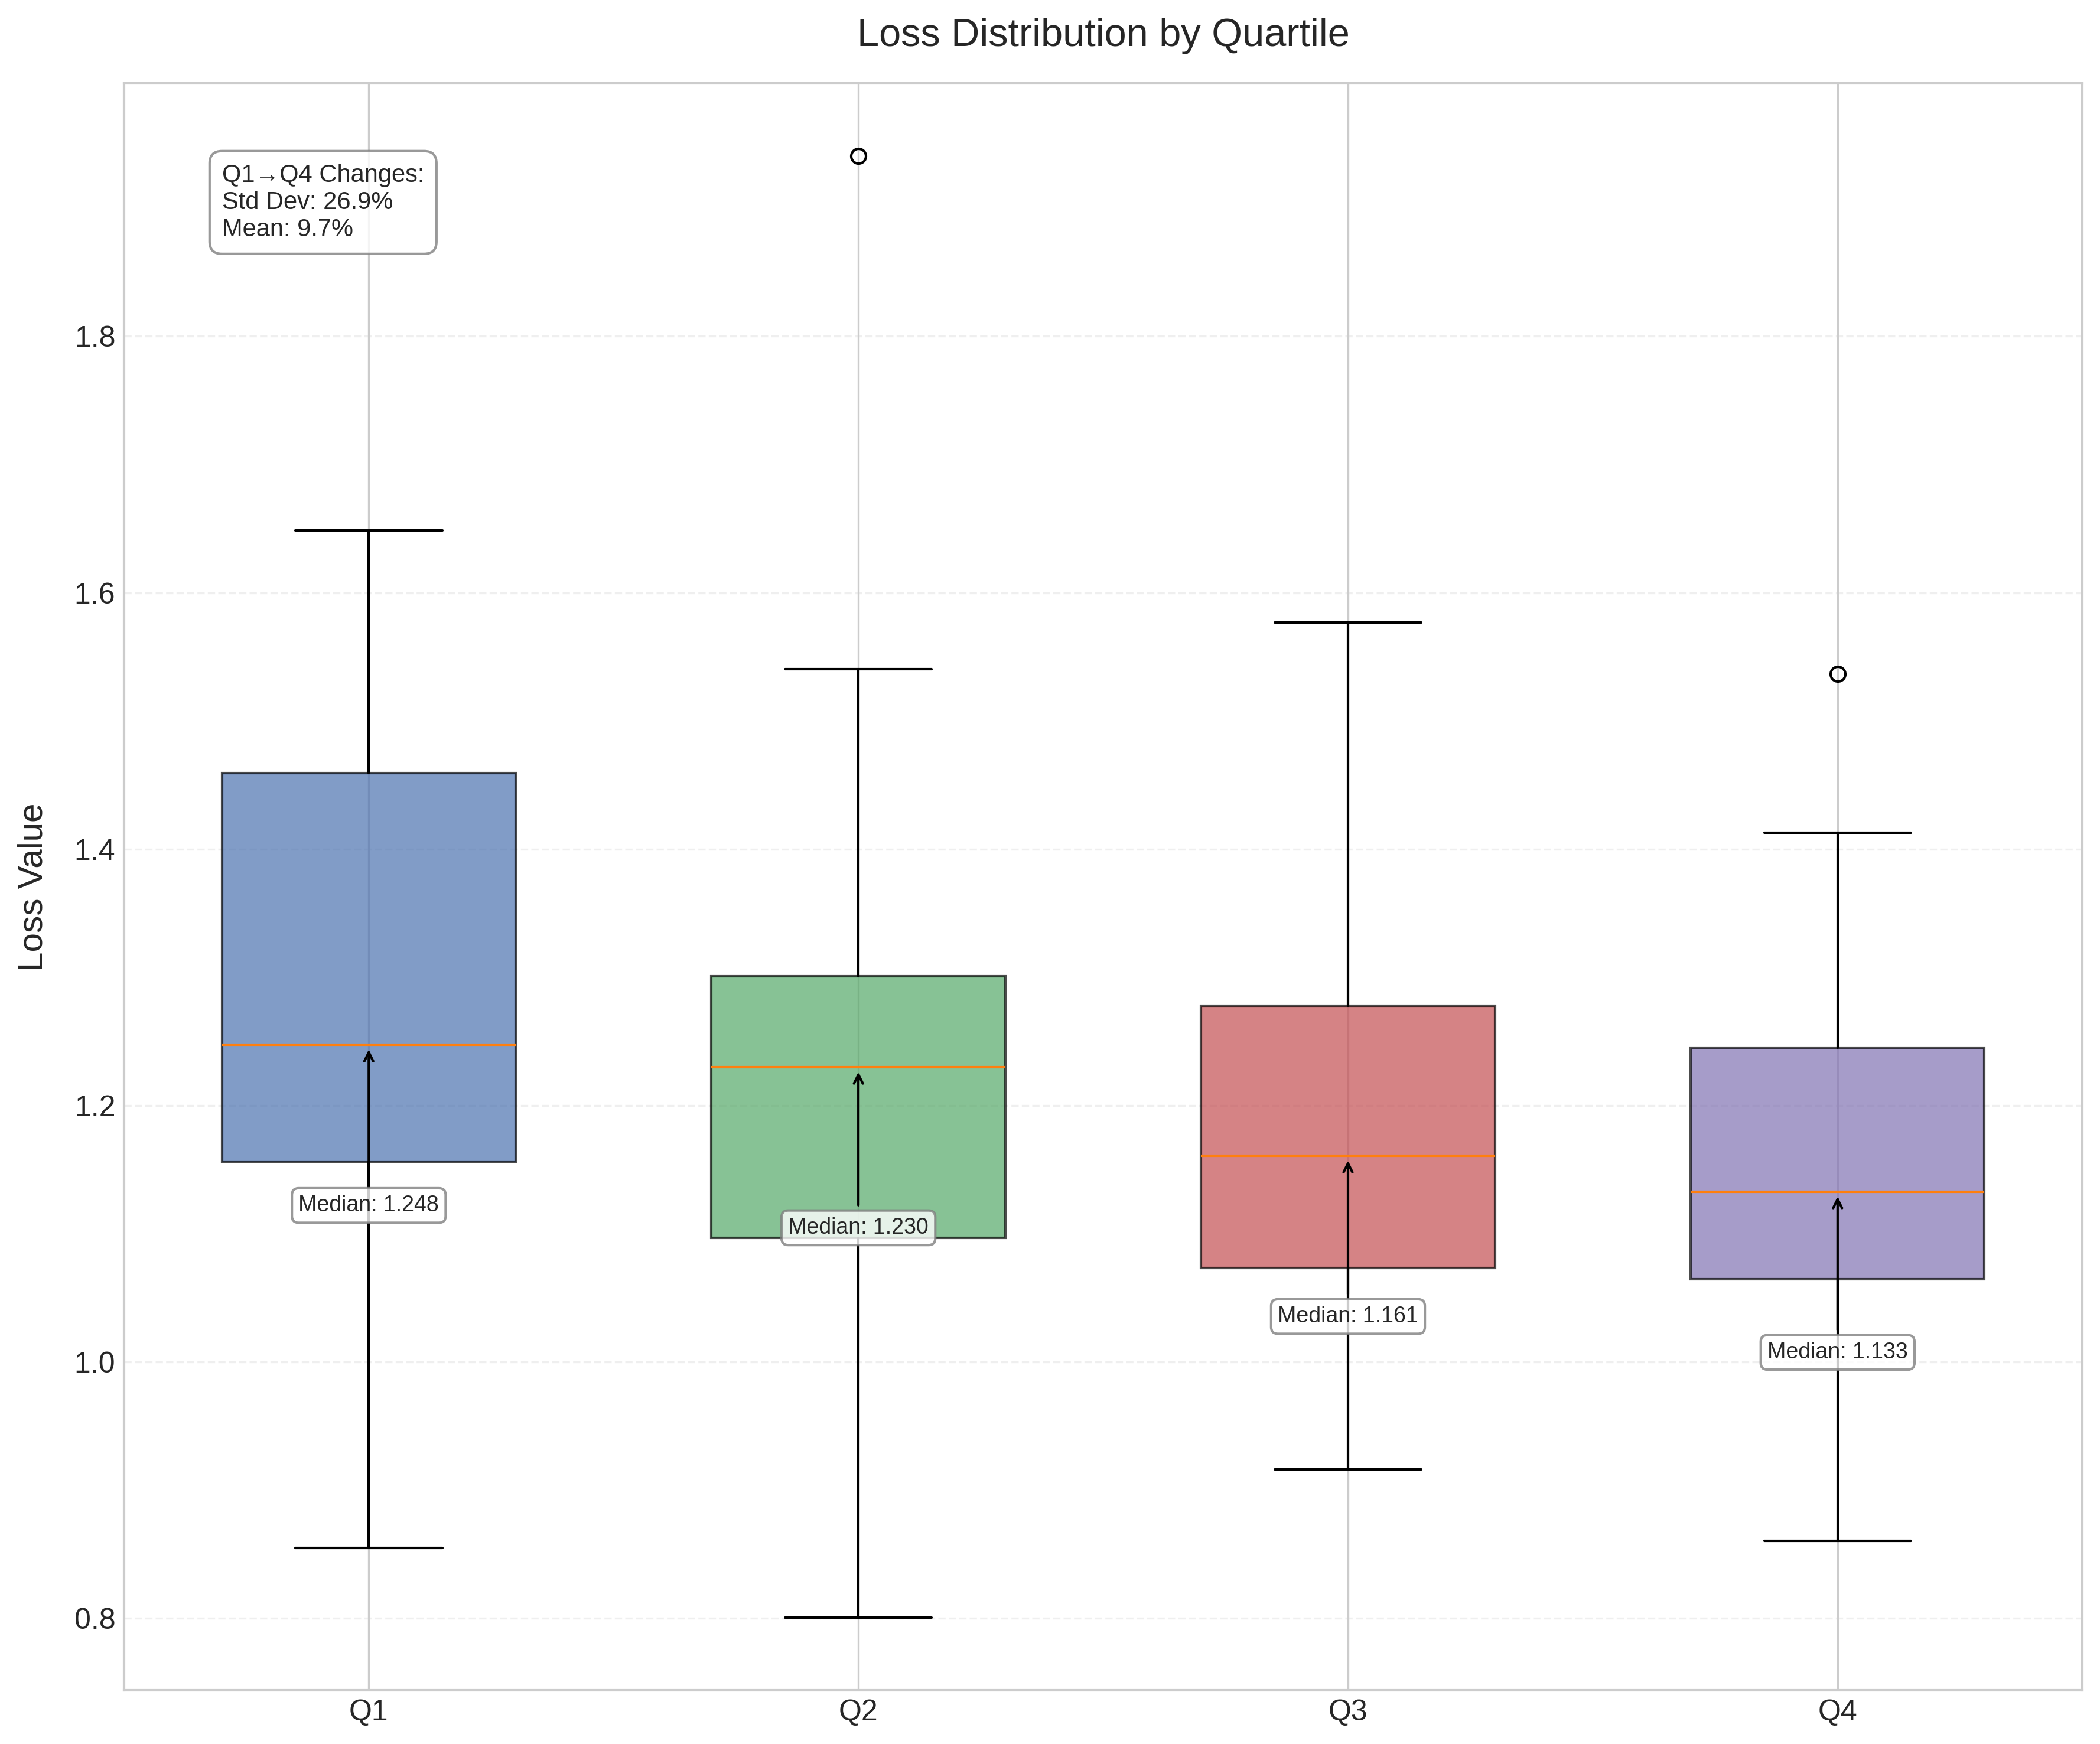 Loss Distribution by Quartile
Q1→Q4 Changes:
Std Dev: 26.9%
Mean: 9.7%
Loss Value
1.8
1.6
1.4
1.2
1.0
0.8
Median: 1.248
Median: 1.230
Median: 1.161
Median: 1.133
Q1
Q2
Q3
Q4